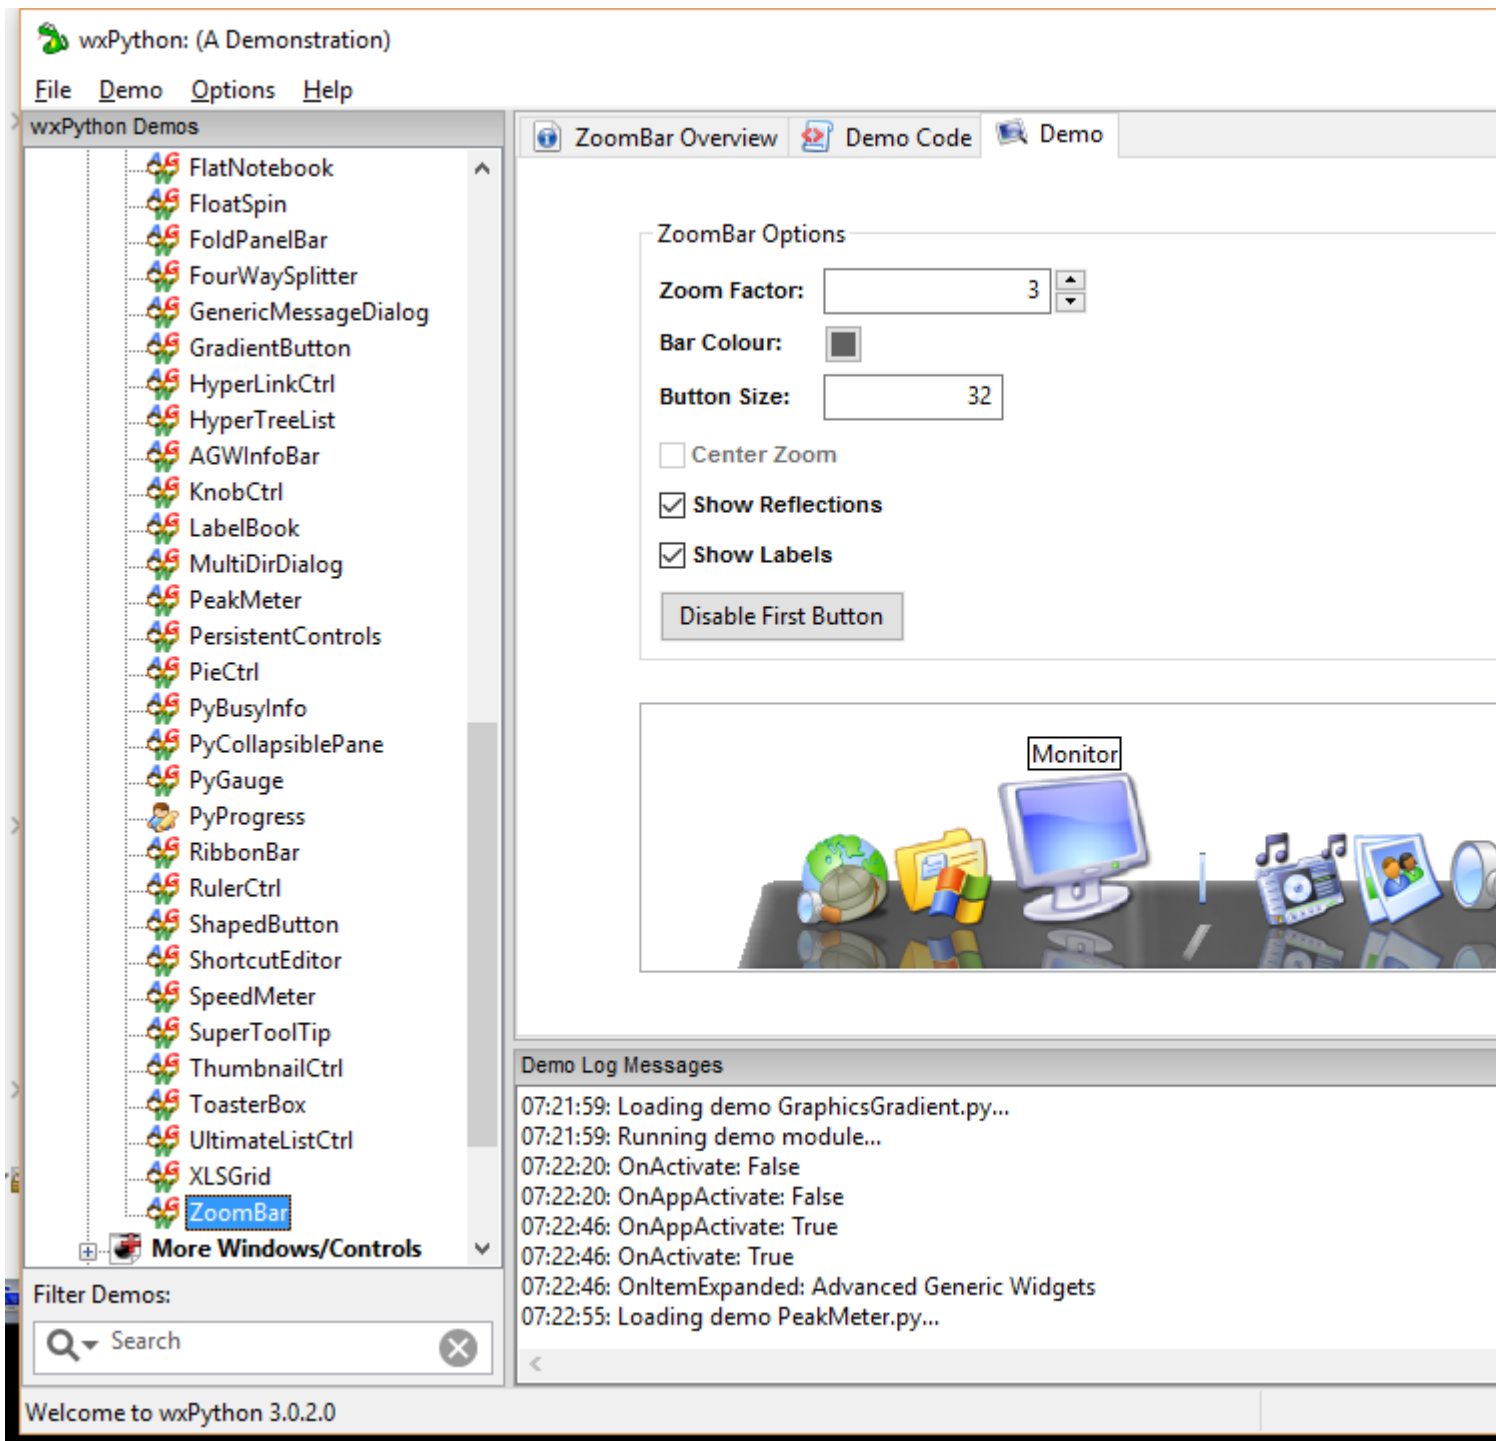 wxPython: (A Demonstration)
File Demo Options Help
wxPython Demos
FlatNotebook
FloatSpin
FoldPanelBar
FourWaySplitter
GenericMessageDialog
GradientButton
HyperLinkCtrl
HyperTreeList
AGWInfoBar
KnobCtrl
LabelBook
MultiDirDialog
PeakMeter
PersistentControls
PieCtrl
PyBusyInfo
PyCollapsiblePane
PyGauge
PyProgress
RibbonBar
RulerCtrl
ShapedButton
ShortcutEditor
SpeedMeter
SuperToolTip
ThumbnailCtrl
ToasterBox
UltimateListCtrl
XLSGrid
ZoomBar
More Windows/Controls
Filter Demos:
Search
ZoomBar Overview Demo Code Demo
ZoomBar Options
Zoom Factor: 3
Bar Colour:
Button Size: 32
Center Zoom
Show Reflections
Show Labels
Disable First Button
Monitor
Demo Log Messages
07:21:59: Loading demo GraphicsGradient.py...
07:21:59: Running demo module...
07:22:20: OnActivate: False
07:22:20: OnAppActivate: False
07:22:46: OnAppActivate: True
07:22:46: OnActivate: True
07:22:46: OnItemExpanded: Advanced Generic Widgets
07:22:55: Loading demo PeakMeter.py...
Welcome to wxPython 3.0.2.0